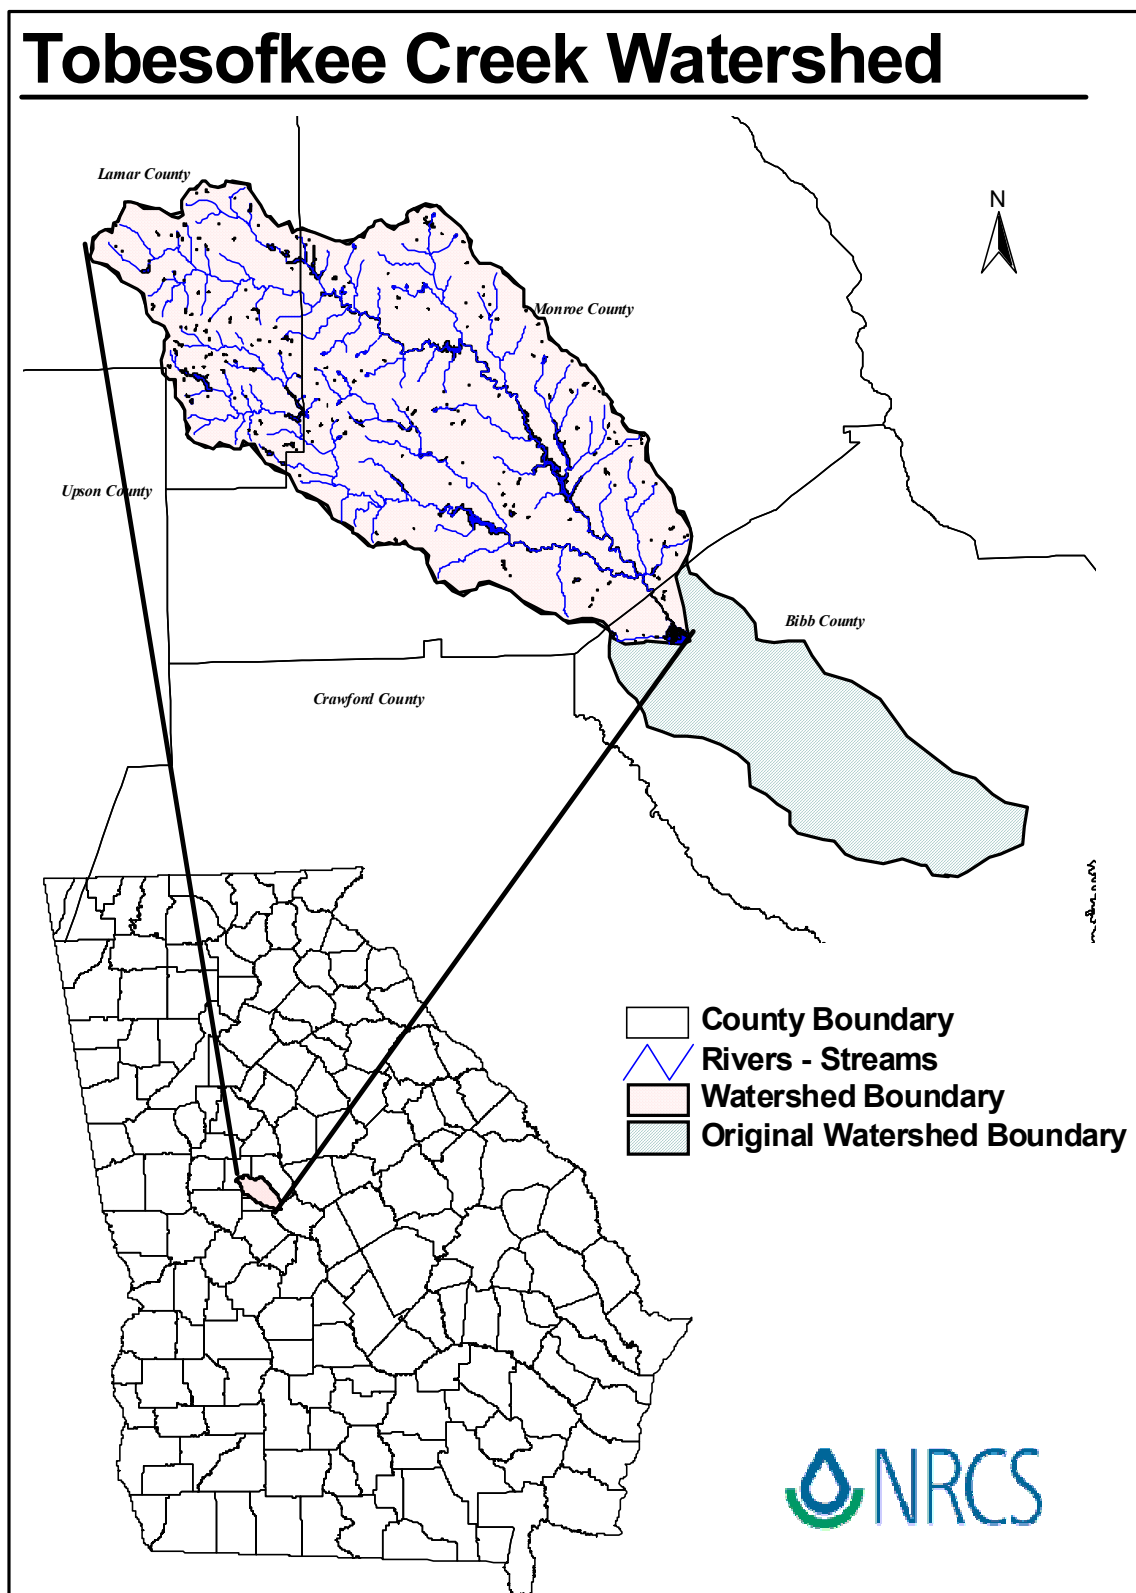 Tobesofkee Creek Watershed
Lamar County
N
Monroe County
Upson County
Bibb County
Crawford County
County Boundary
Rivers - Streams
Watershed Boundary
Original Watershed Boundary
NRCS